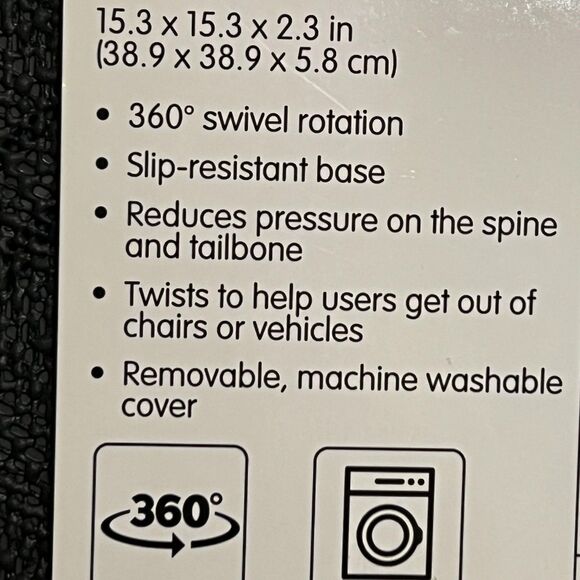 15.3 x 15.3 x 2.3 in
(38.9 x 38.9 x 5.8 cm)
• 360° swivel rotation
• Slip-resistant base
• Reduces pressure on the spine
and tailbone
• Twists to help users get out of
chairs or vehicles
• Removable, machine washable
cover
360°